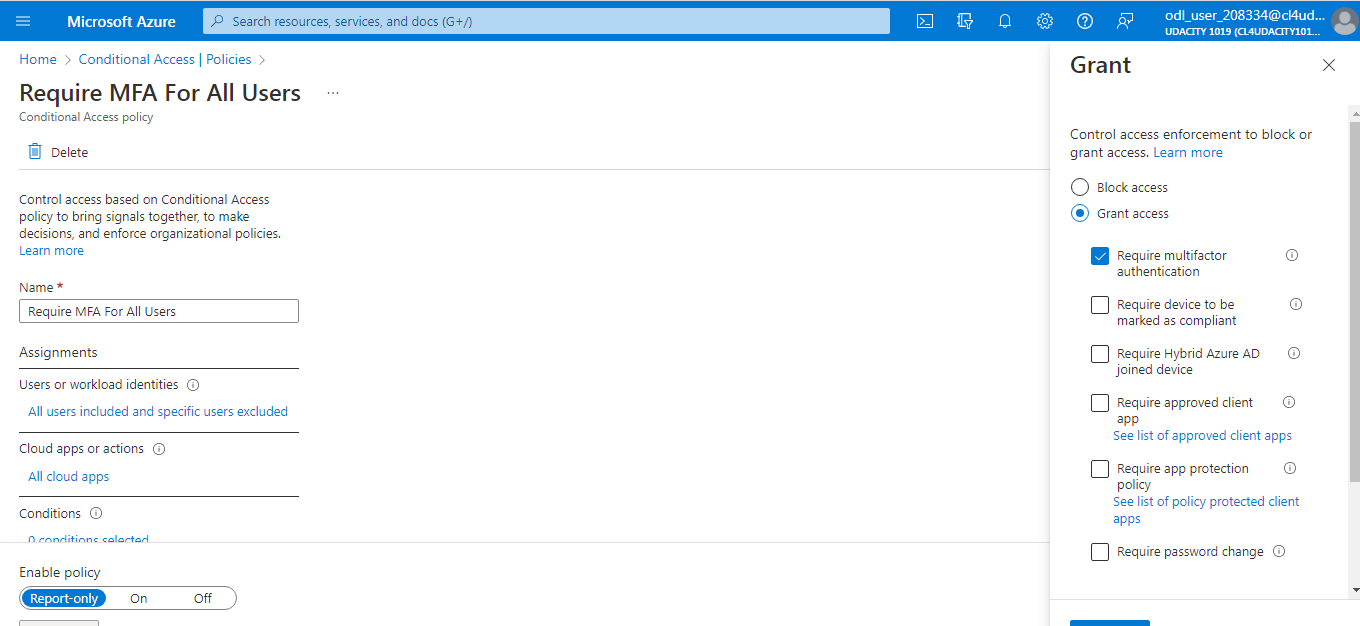 Microsoft Azure
Search resources, services, and docs (G+/)
odl_user_208334@cl4ud...
UDACITY 1019 (CL4UDACITY101...
Home > Conditional Access | Policies >
Require MFA For All Users ...
Conditional Access policy
Delete
Control access based on Conditional Access
policy to bring signals together, to make
decisions, and enforce organizational policies.
Learn more
Name *
Require MFA For All Users
Assignments
Users or workload identities
All users included and specific users excluded
Cloud apps or actions
All cloud apps
Conditions
0 conditions selected
Enable policy
Report-only On Off
Grant
Control access enforcement to block or
grant access. Learn more
Block access
Grant access
Require multifactor
authentication
Require device to be
marked as compliant
Require Hybrid Azure AD
joined device
Require approved client
app
See list of approved client apps
Require app protection
policy
See list of policy protected client
apps
Require password change